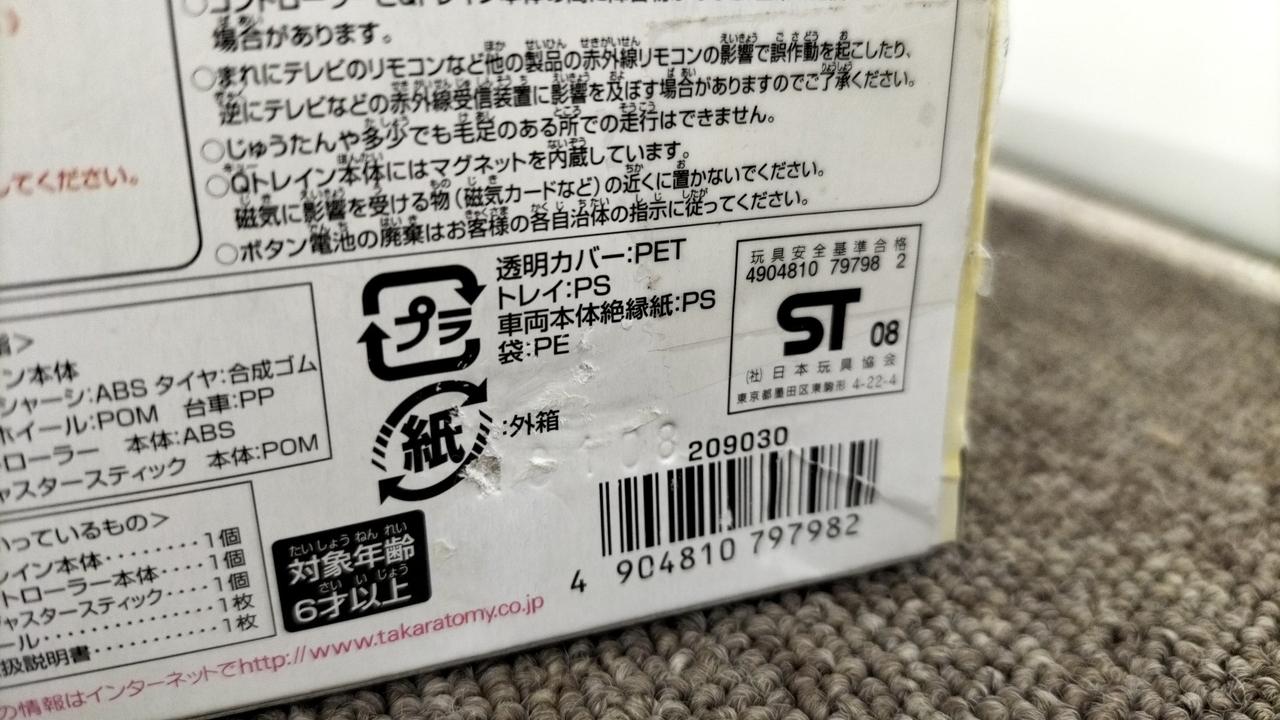 場合があります。
○まれにテレビのリモコンなど他の製品の赤外線リモコンの影響で誤作動を起こしたり、
逆にテレビなどの赤外線受信装置に影響を及ぼす場合がありますのでご了承ください。
○じゅうたんや多少でも毛足のある所での走行はできません。
○Qトレイン本体にはマグネットを内蔵しています。
磁気に影響を受ける物(磁気カードなど)の近くに置かないでください。
○ボタン電池の廃棄はお客様の各自治体の指示に従ってください。
してください。
プラ
透明カバー:PET
トレイ:PS
車両本体絶縁紙:PS
袋:PE
紙
:外箱
玩具安全基準合格
4904810 79798 2
ST 08
(社)日本玩具協会
東京都墨田区東駒形 4-22-4
ン本体
シャーシ:ABS タイヤ:合成ゴム
ホイール:POM 台車:PP
ローラー 本体:ABS
ャスタースティック 本体:POM
っているもの>
イン本体・・・・・・・・1個
トローラー本体・・・・1個
ャスタースティック・・・1個
ール・・・・・・・・・・・・1枚
扱説明書・・・・・・・・・1枚
対象年齢
6才以上
209030
4 904810 797982
の情報はインターネットでhttp://www.takaratomy.co.jp